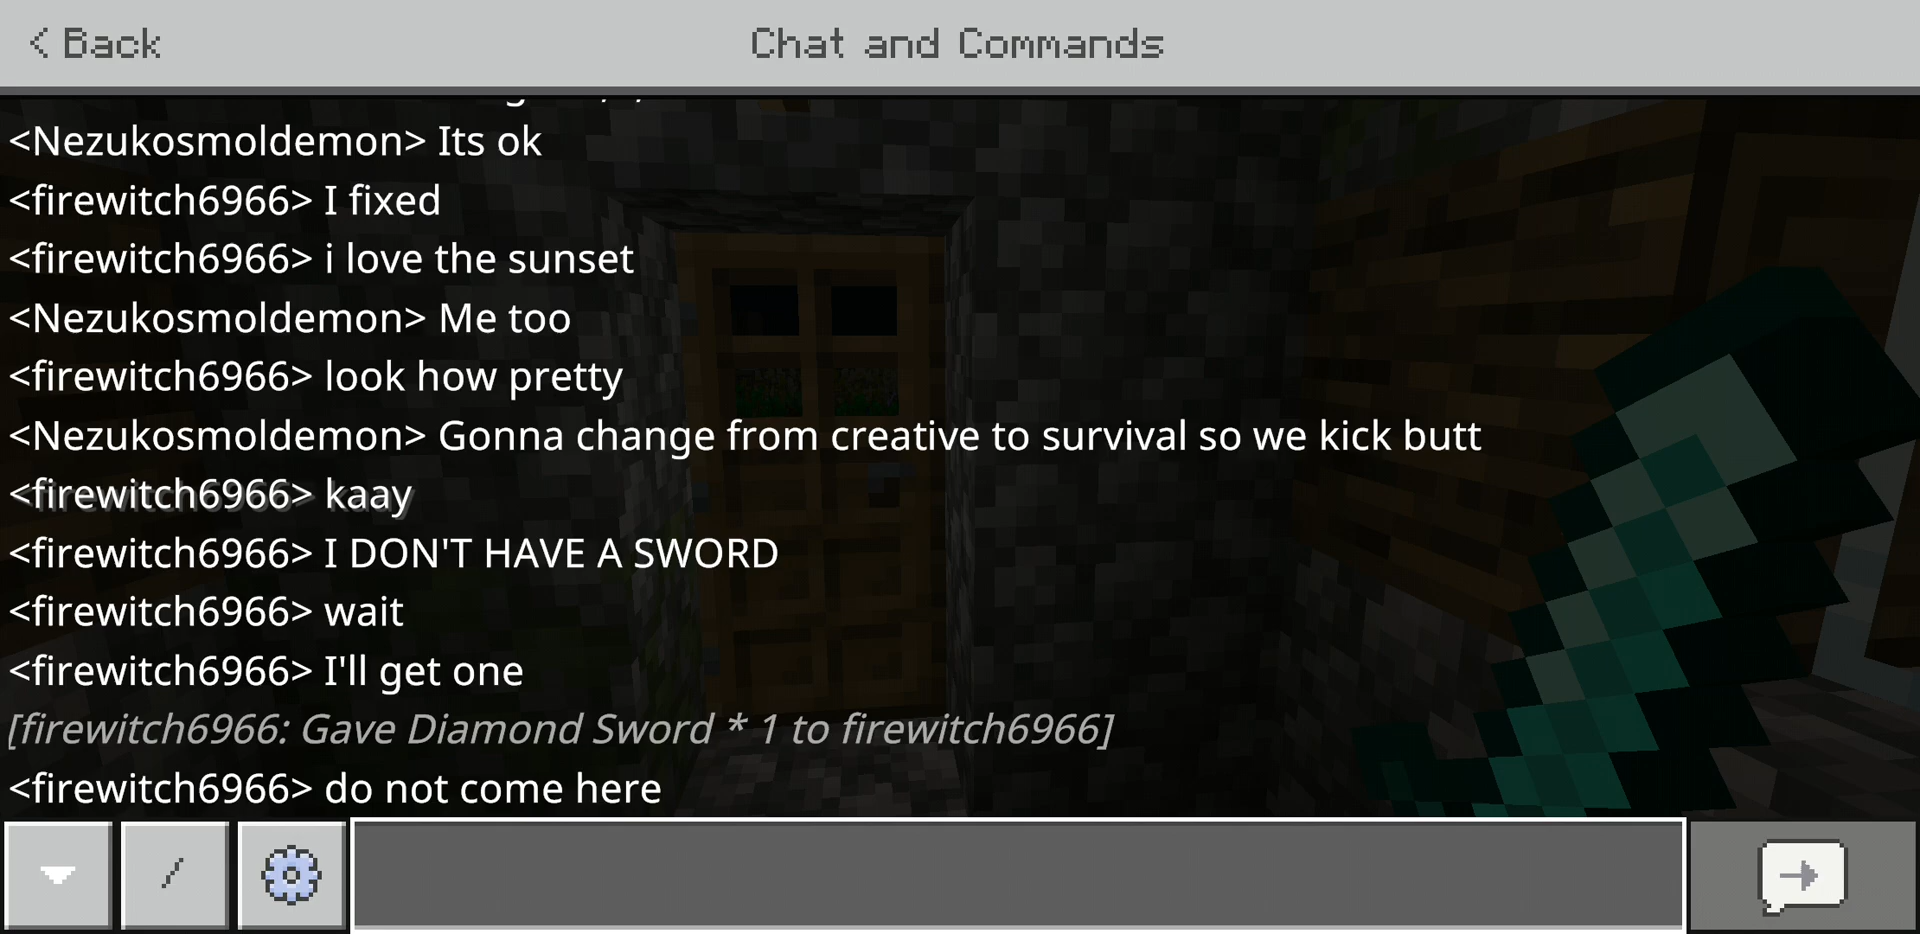 < Back
Chat and Commands
<Nezukosmoldemon> Its ok
<firewitch6966> I fixed
<firewitch6966> i love the sunset
<Nezukosmoldemon> Me too
<firewitch6966> look how pretty
<Nezukosmoldemon> Gonna change from creative to survival so we kick butt
<firewitch6966> kaay
<firewitch6966> I DON'T HAVE A SWORD
<firewitch6966> wait
<firewitch6966> I'll get one
[firewitch6966: Gave Diamond Sword * 1 to firewitch6966]
<firewitch6966> do not come here
/